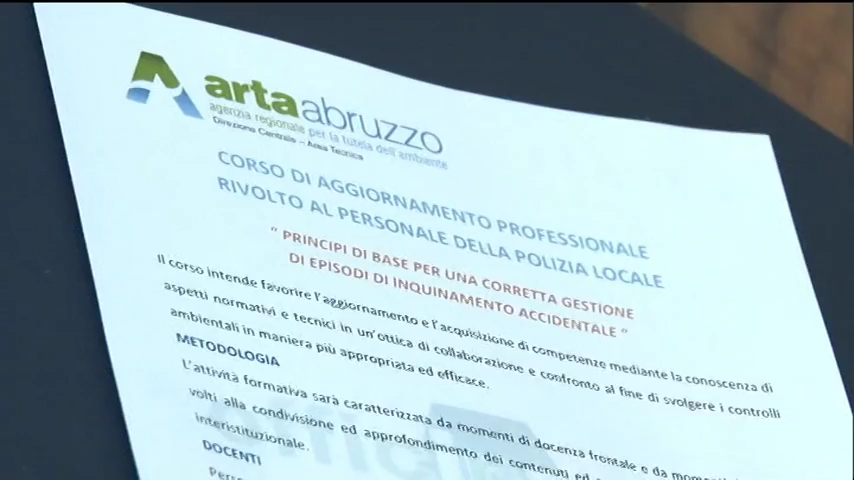 artaabruzzo
agenzia regionale per la tutela dell'ambiente
Direzione Centrale – Area Tecnica
CORSO DI AGGIORNAMENTO PROFESSIONALE
RIVOLTO AL PERSONALE DELLA POLIZIA LOCALE
" PRINCIPI DI BASE PER UNA CORRETTA GESTIONE
DI EPISODI DI INQUINAMENTO ACCIDENTALE "
Il corso intende favorire l'aggiornamento e l'acquisizione di competenze mediante la conoscenza di
aspetti normativi e tecnici in un'ottica di collaborazione e confronto al fine di svolgere i controlli
ambientali in maniera più appropriata ed efficace.
METODOLOGIA
L'attività formativa sarà caratterizzata da momenti di docenza frontale e da
volti alla condivisione ed approfondimento dei contenuti ed
interistituzionale.
DOCENTI